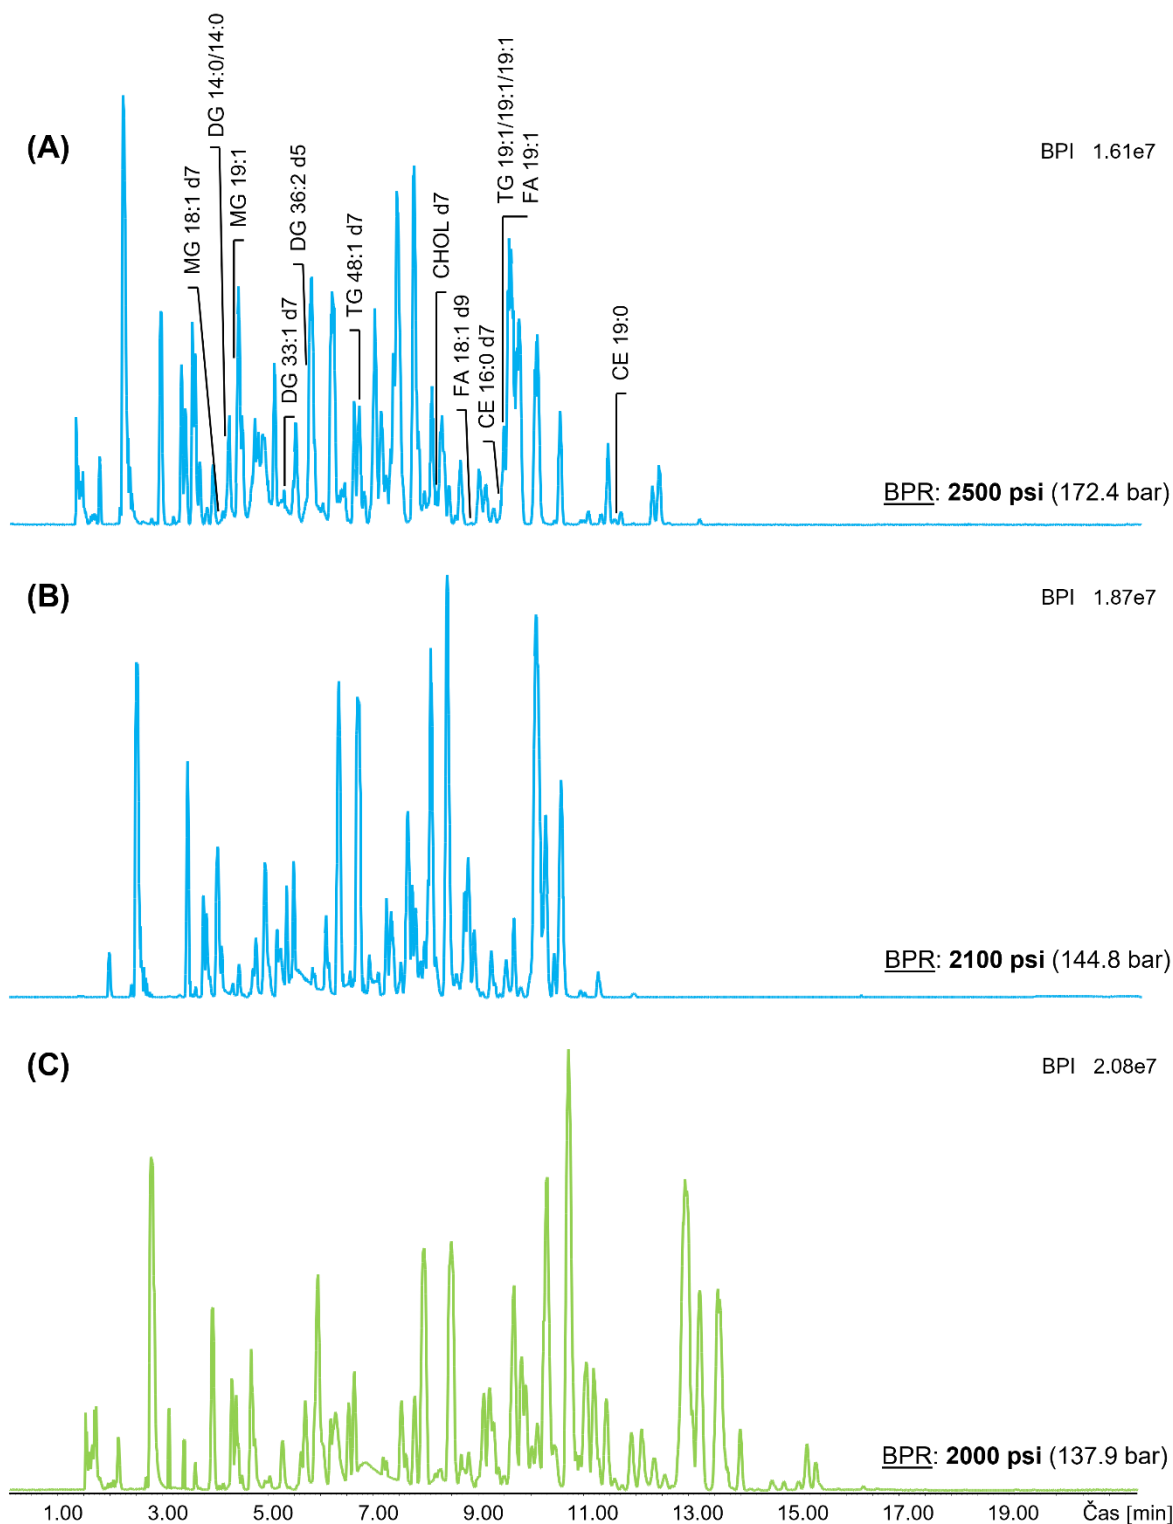 (A)
BPI 1.61e7
MG 18:1 d7
DG 14:0/14:0
MG 19:1
DG 33:1 d7
DG 36:2 d5
TG 48:1 d7
CHOL d7
FA 18:1 d9
CE 16:0 d7
TG 19:1/19:1/19:1
FA 19:1
CE 19:0
BPR: 2500 psi (172.4 bar)
(B)
BPI 1.87e7
BPR: 2100 psi (144.8 bar)
(C)
BPI 2.08e7
BPR: 2000 psi (137.9 bar)
1.00 3.00 5.00 7.00 9.00 11.00 13.00 15.00 17.00 19.00 Čas [min]